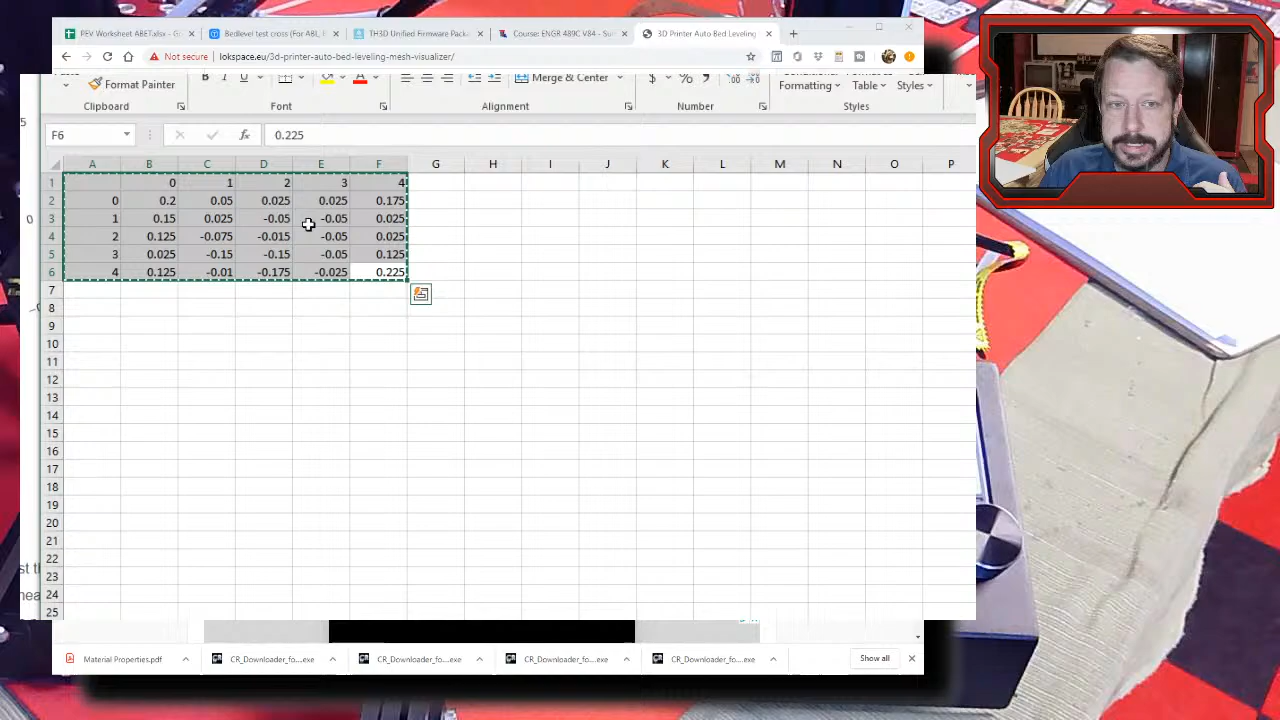 PEV Worksheet ABET.xlsx - G
Bedlevel test cross (For ABL,
TH3D Unified Firmware Packa
Course: ENGR 489C V84 - Su
3D Printer Auto Bed Leveling
Not secure | lokspace.eu/3d-printer-auto-bed-leveling-mesh-visualizer/
Format Painter
B I U A
Merge & Center
$ % ,
Formatting Table Styles
Clipboard Font Alignment Number Styles
F6 fx 0.225
A B C D E F G H I J K L M N O P
1 0 1 2 3 4
2 0 0.2 0.05 0.025 0.025 0.175
3 1 0.15 0.025 -0.05 -0.05 0.025
4 2 0.125 -0.075 -0.015 -0.05 0.025
5 3 0.025 -0.15 -0.15 -0.05 0.125
6 4 0.125 -0.01 -0.175 -0.025 0.225
7
8
9
10
11
12
13
14
15
16
17
18
19
20
21
22
23
24
25
Material Properties.pdf
CR_Downloader_fo....exe
CR_Downloader_fo....exe
CR_Downloader_fo....exe
CR_Downloader_fo....exe
Show all